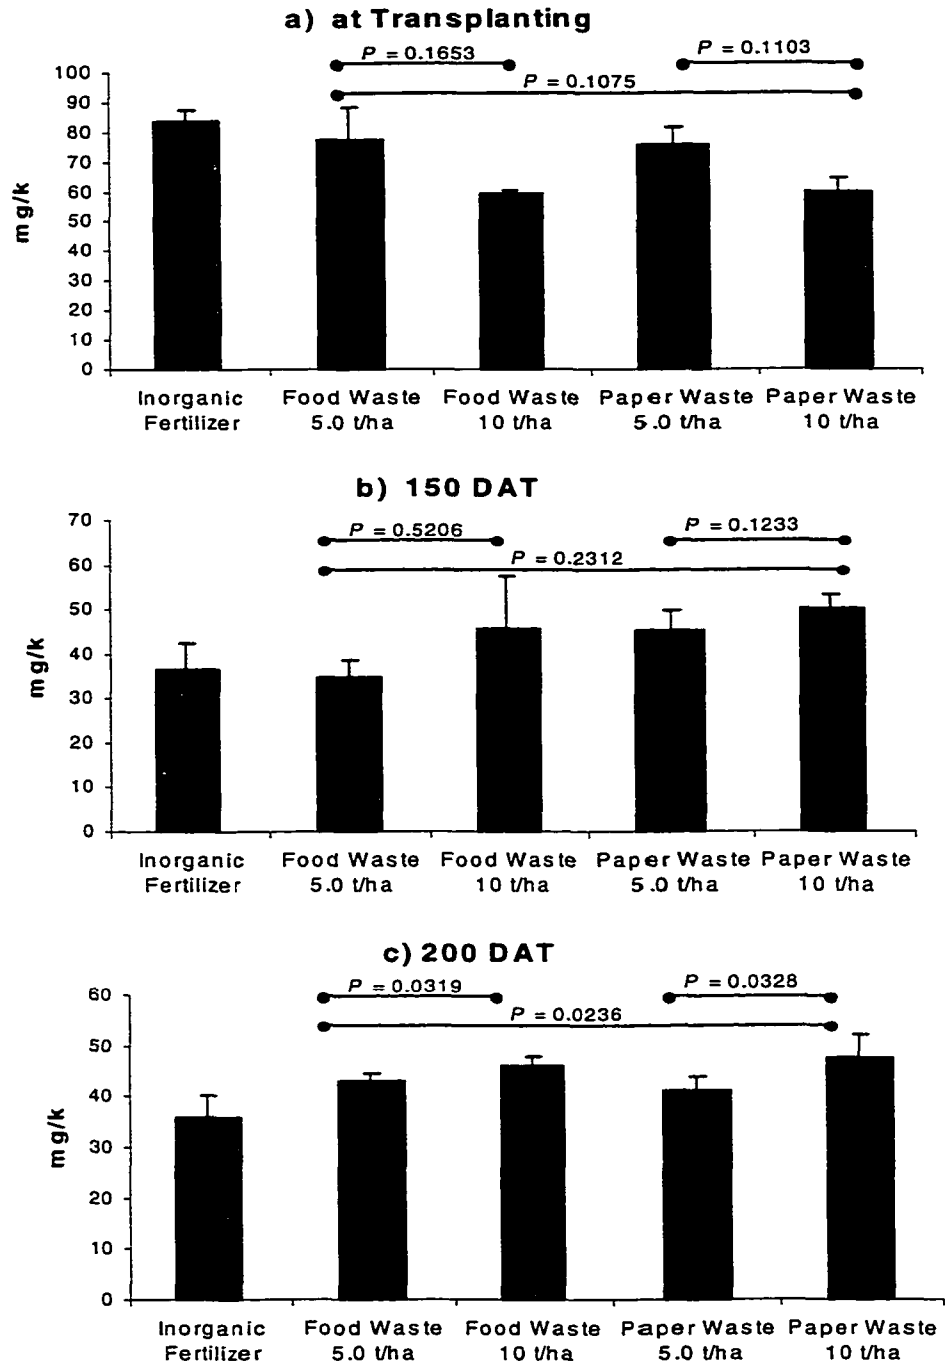 a) at Transplanting
P = 0.1653
P = 0.1103
P = 0.1075
100
90
80
70
60
50
40
30
20
10
0
mg/k
Inorganic Fertilizer
Food Waste 5.0 t/ha
Food Waste 10 t/ha
Paper Waste 5.0 t/ha
Paper Waste 10 t/ha
b) 150 DAT
P = 0.5206
P = 0.1233
P = 0.2312
70
60
50
40
30
20
10
0
mg/k
Inorganic Fertilizer
Food Waste 5.0 t/ha
Food Waste 10 t/ha
Paper Waste 5.0 t/ha
Paper Waste 10 t/ha
c) 200 DAT
P = 0.0319
P = 0.0328
P = 0.0236
60
50
40
30
20
10
0
mg/k
Inorganic Fertilizer
Food Waste 5.0 t/ha
Food Waste 10 t/ha
Paper Waste 5.0 t/ha
Paper Waste 10 t/ha